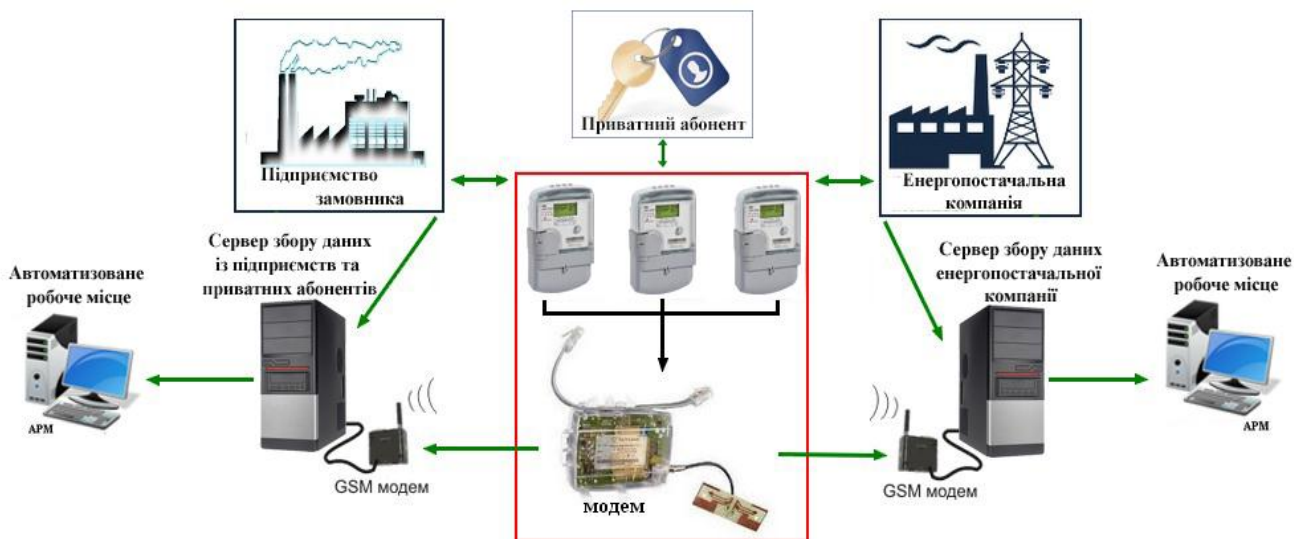 Приватний абонент
Підприємство
замовника
Енергопостачальна
компанія
Сервер збору даних
із підприємств та
приватних абонентів
Сервер збору даних
енергопостачальної
компанії
Автоматизоване
робоче місце
Автоматизоване
робоче місце
АРМ
АРМ
GSM модем
модем
GSM модем